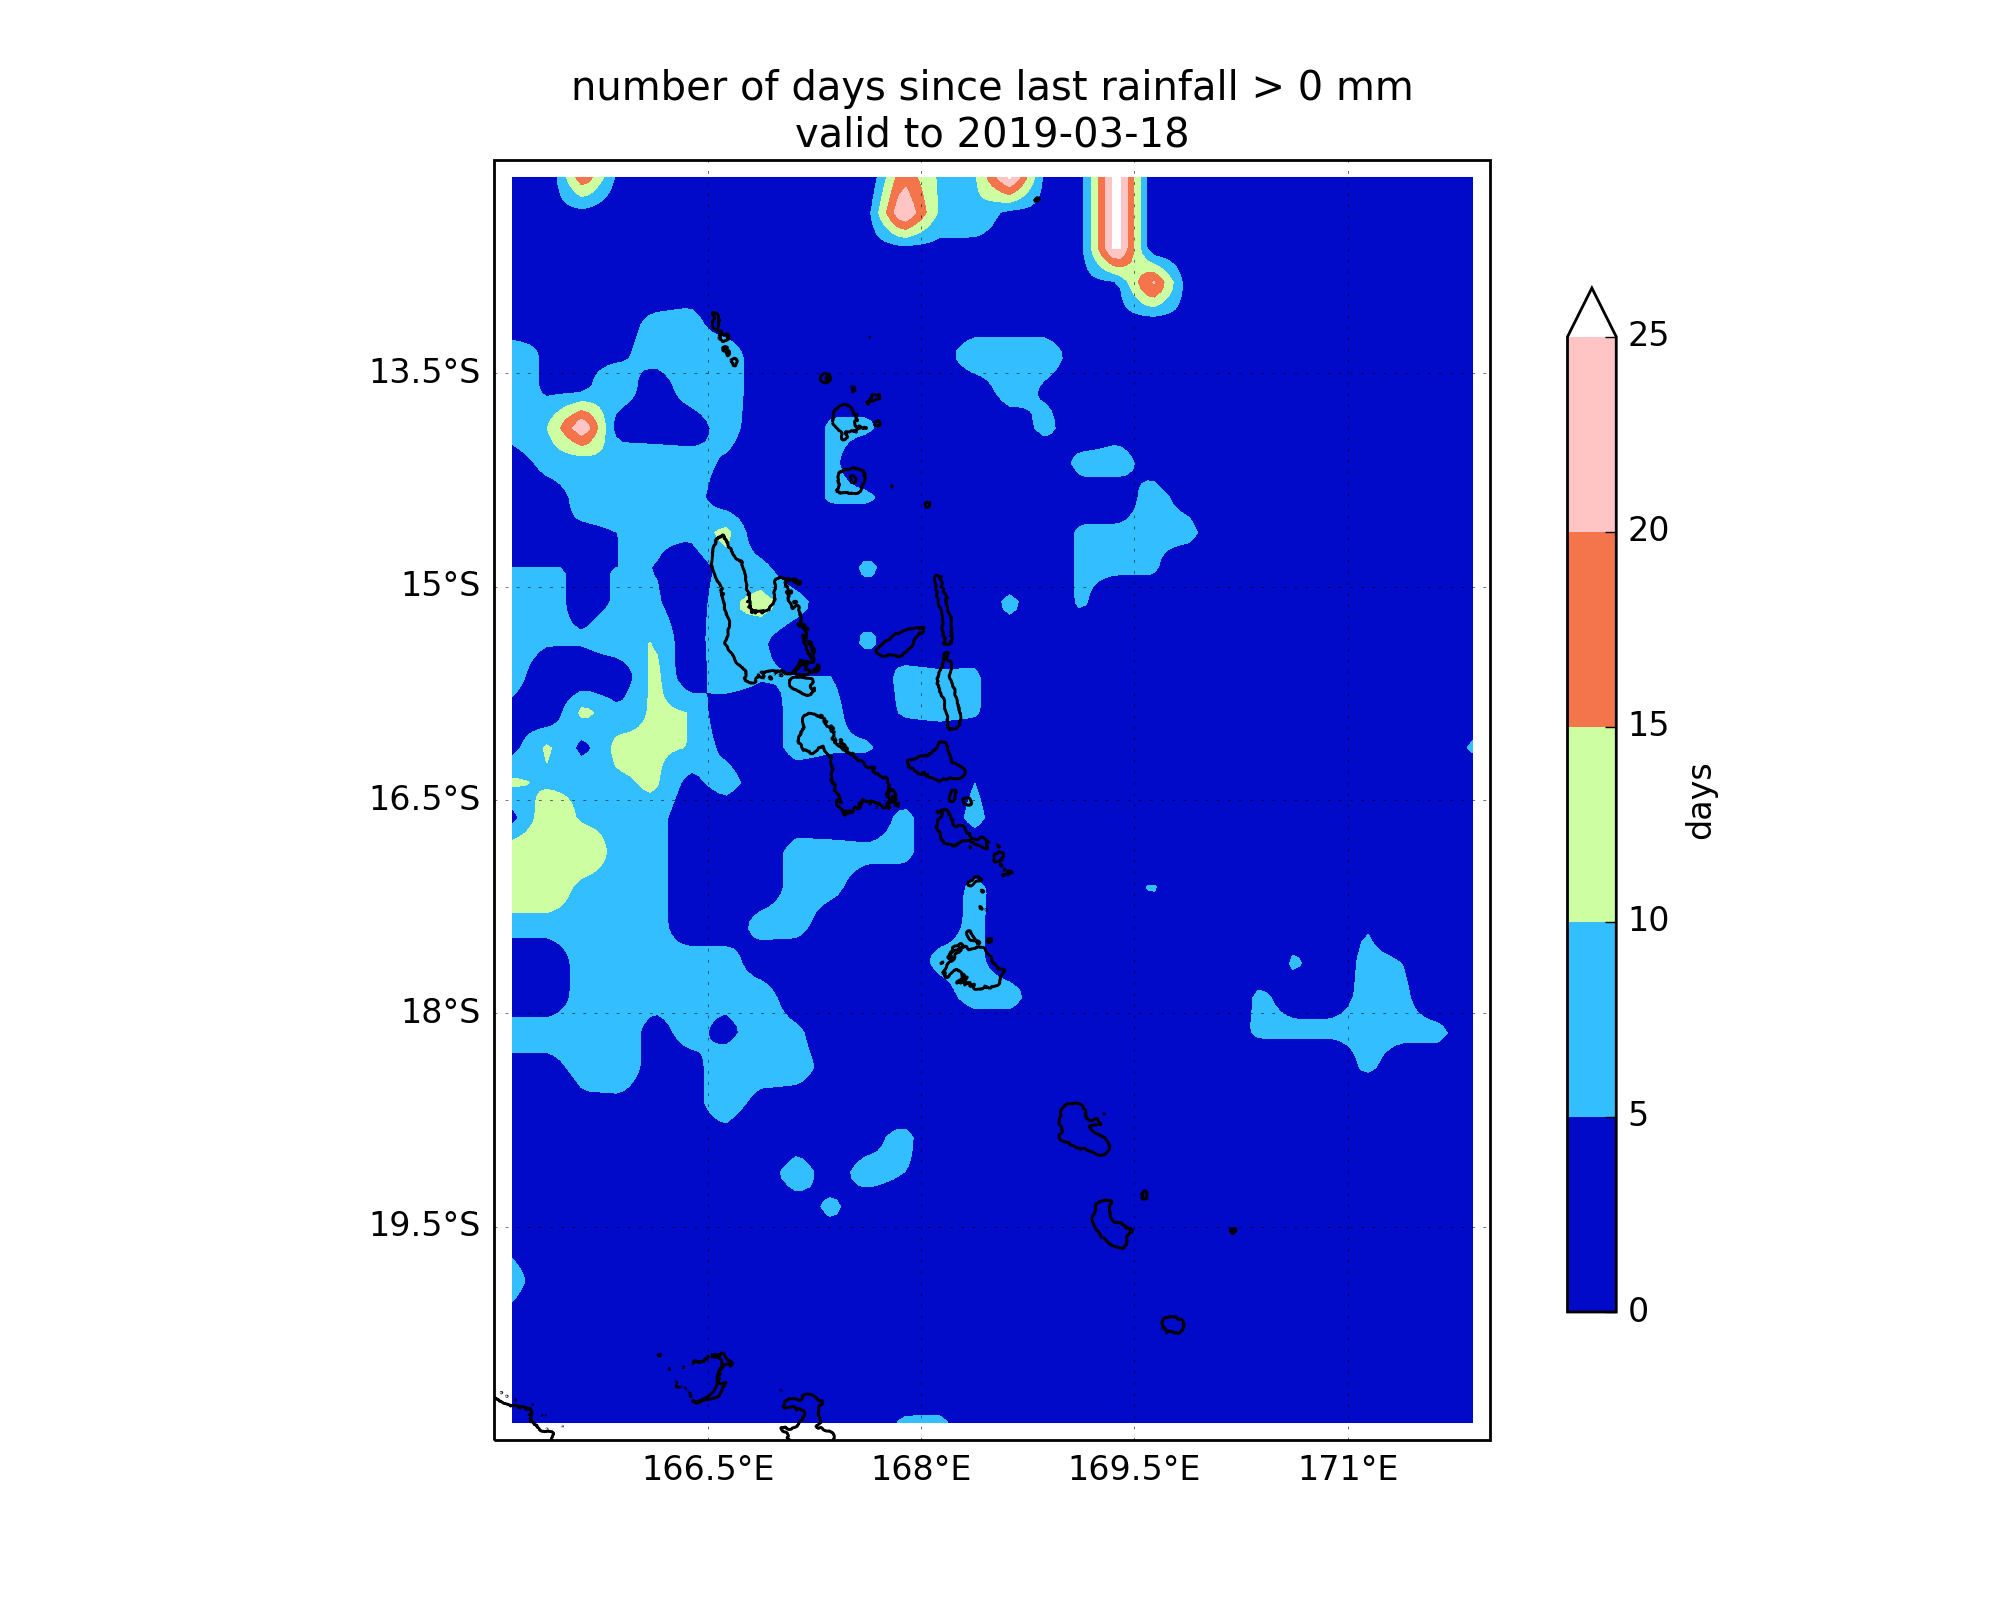 number of days since last rainfall > 0 mm
valid to 2019-03-18
13.5°S
15°S
16.5°S
18°S
19.5°S
166.5°E
168°E
169.5°E
171°E
25
20
15
10
5
0
days